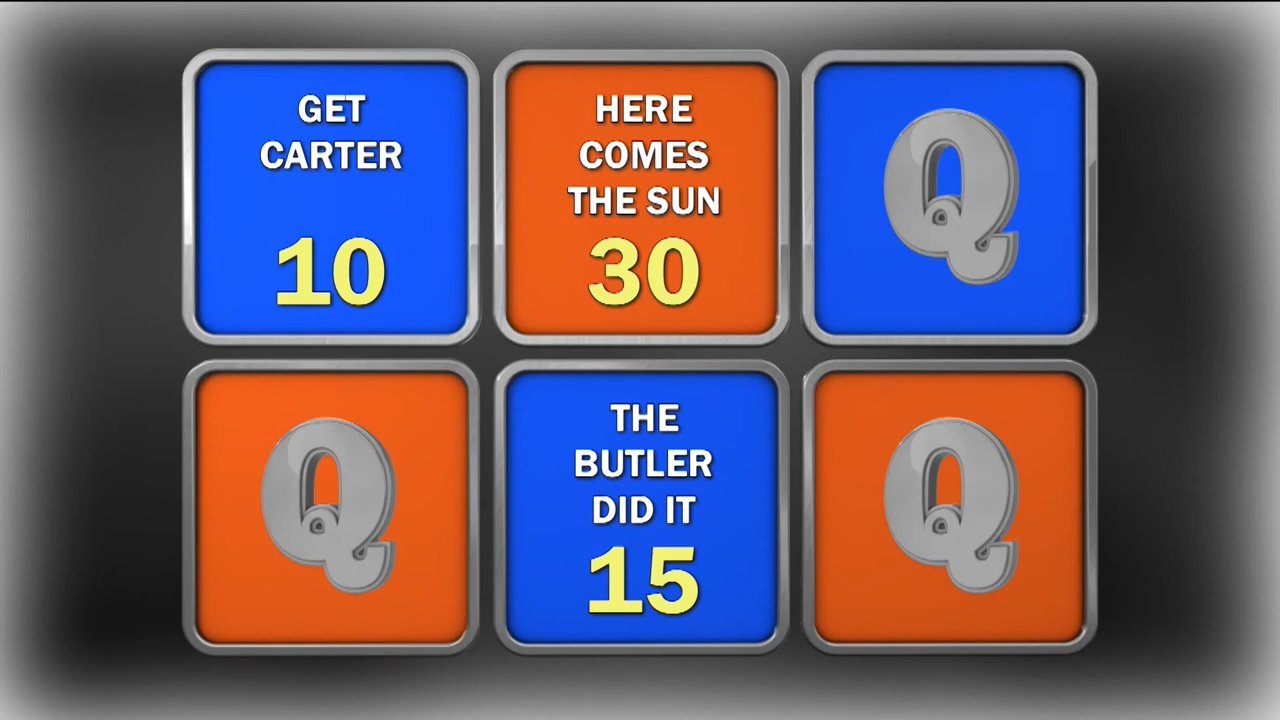 GET
CARTER
10
HERE
COMES
THE SUN
30
Q
Q
THE
BUTLER
DID IT
15
Q